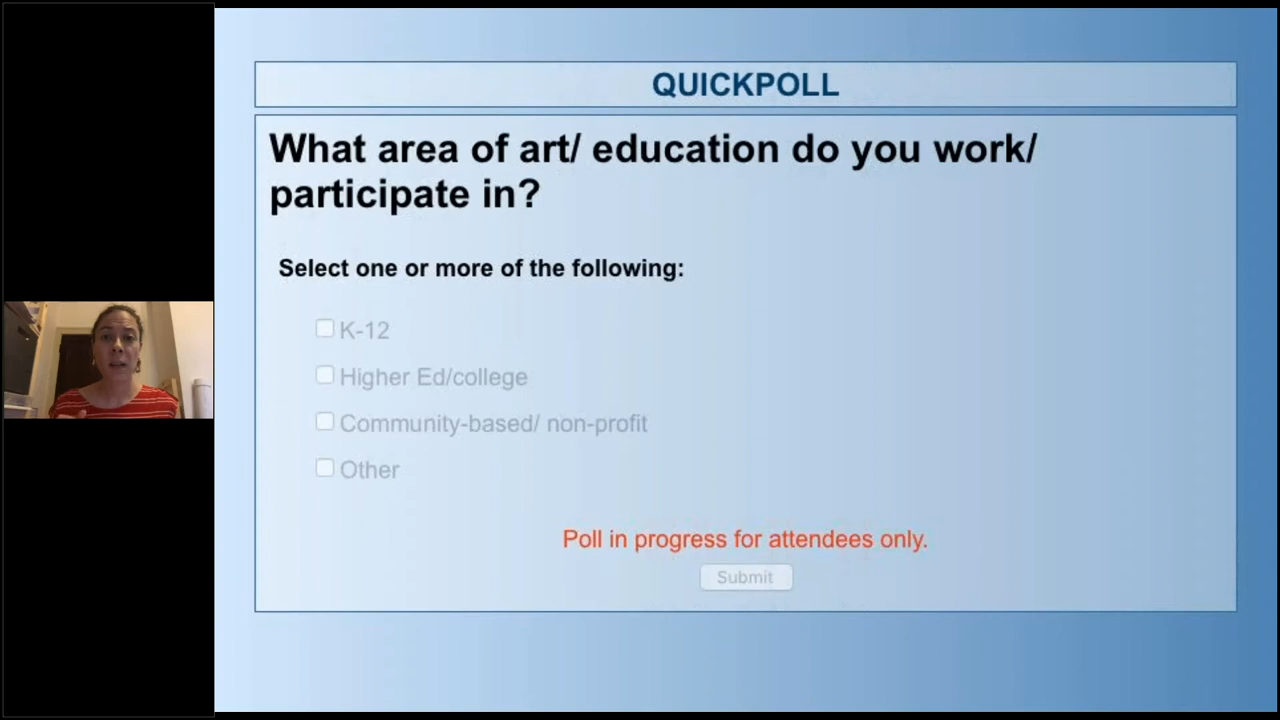 QUICKPOLL
What area of art/ education do you work/
participate in?
Select one or more of the following:
K-12
Higher Ed/college
Community-based/ non-profit
Other
Poll in progress for attendees only.
Submit